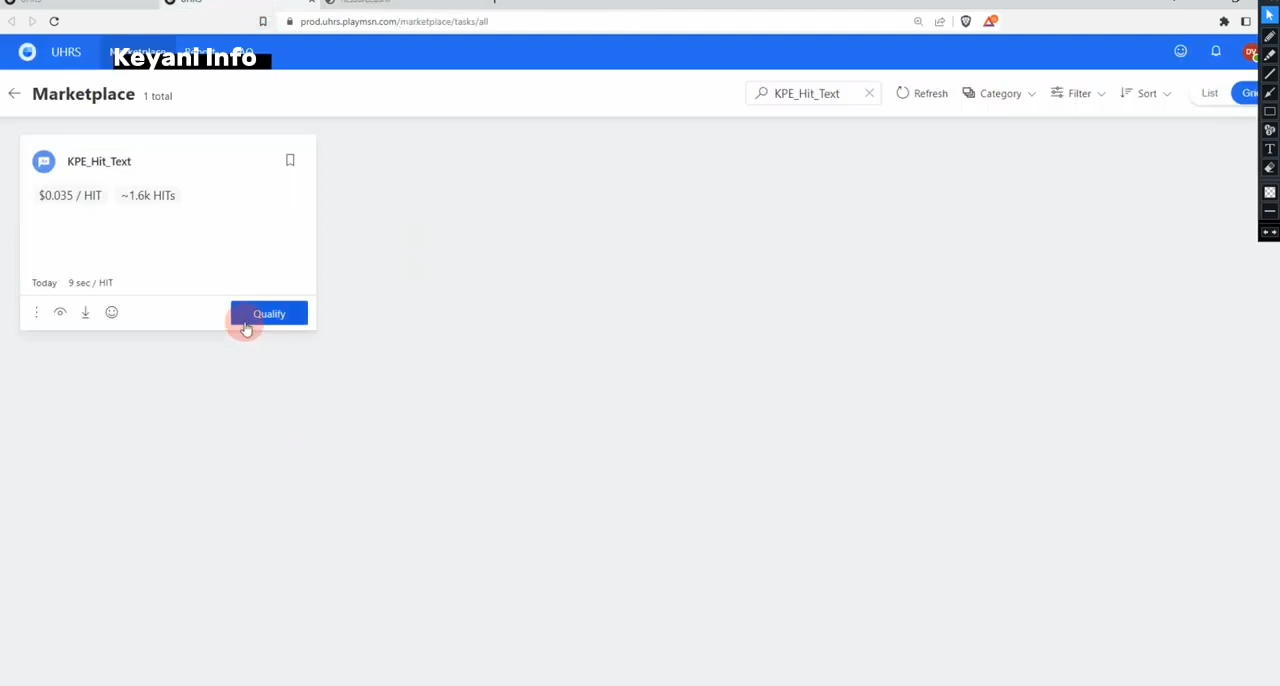 prod.uhrs.playmsn.com/marketplace/tasks/all
UHRS
Keyani Info
Marketplace 1 total
KPE_Hit_Text
Refresh
Category
Filter
Sort
List
KPE_Hit_Text
$0.035 / HIT ~1.6k HITs
Today 9 sec / HIT
Qualify